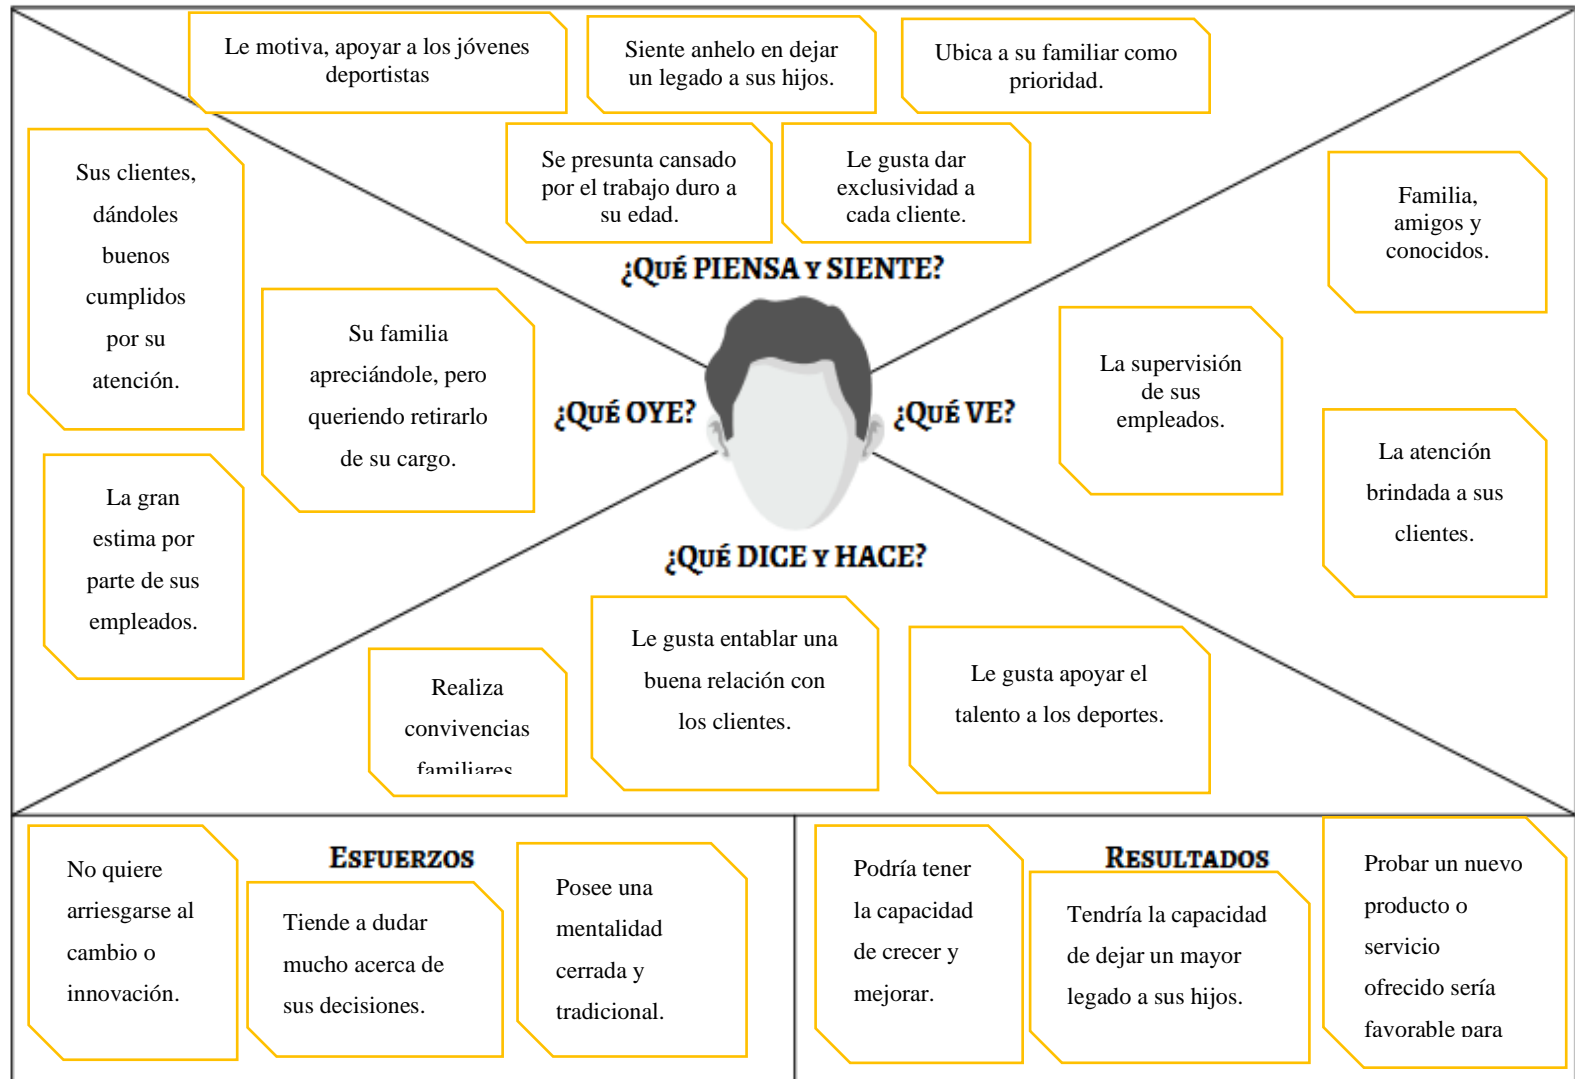 Le motiva, apoyar a los jóvenes
deportistas
Siente anhelo en dejar
un legado a sus hijos.
Ubica a su familiar como
prioridad.
Se presunta cansado
por el trabajo duro a
su edad.
Le gusta dar
exclusividad a
cada cliente.
¿QUÉ PIENSA Y SIENTE?
Sus clientes,
dándoles
buenos
cumplidos
por su
atención.
Su familia
apreciándole, pero
queriendo retirarlo
de su cargo.
La gran
estima por
parte de sus
empleados.
¿QUÉ OYE?
¿QUÉ VE?
Familia,
amigos y
conocidos.
La supervisión
de sus
empleados.
La atención
brindada a sus
clientes.
¿QUÉ DICE Y HACE?
Realiza
convivencias
familiares
Le gusta entablar una
buena relación con
los clientes.
Le gusta apoyar el
talento a los deportes.
ESFUERZOS
No quiere
arriesgarse al
cambio o
innovación.
Tiende a dudar
mucho acerca de
sus decisiones.
Posee una
mentalidad
cerrada y
tradicional.
RESULTADOS
Podría tener
la capacidad
de crecer y
mejorar.
Tendría la capacidad
de dejar un mayor
legado a sus hijos.
Probar un nuevo
producto o
servicio
ofrecido sería
favorable para